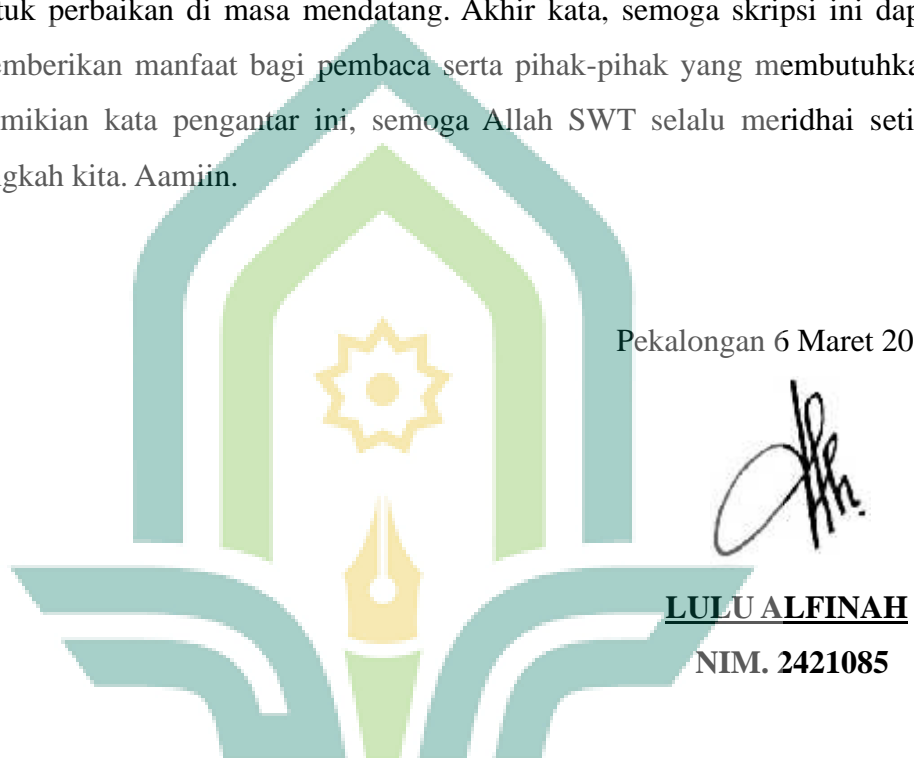 tuk perbaikan di masa mendatang. Akhir kata, semoga skripsi ini dap
emberikan manfaat bagi pembaca serta pihak-pihak yang membutuhka
mikian kata pengantar ini, semoga Allah SWT selalu meridhai seti
ngkah kita. Aamiin.
Pekalongan 6 Maret 20
LULU ALFINAH
NIM. 2421085